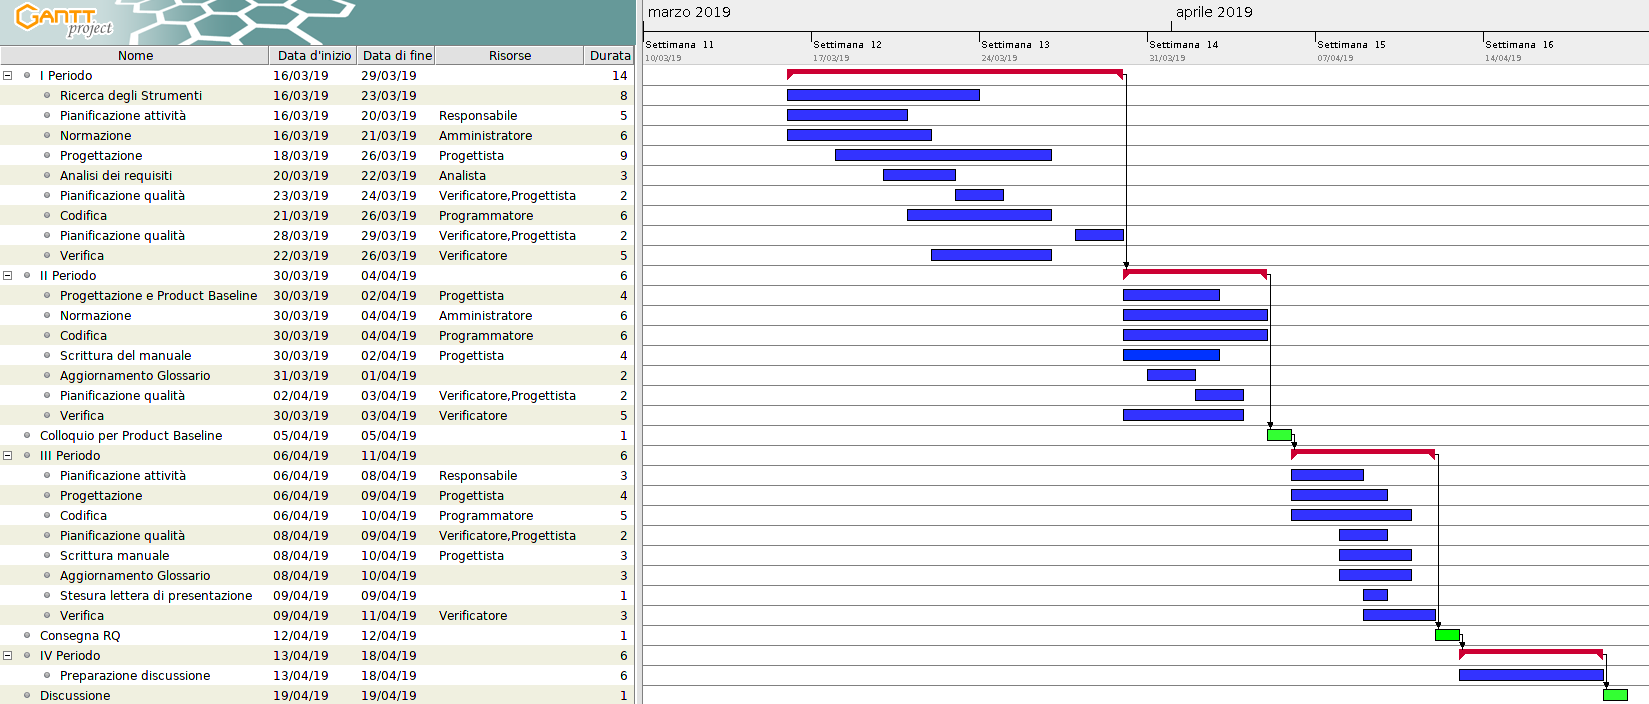 GANTT
project
marzo 2019 aprile 2019
Settimana 11 Settimana 12 Settimana 13 Settimana 14 Settimana 15 Settimana 16
10/03/19 17/03/19 24/03/19 31/03/19 07/04/19 14/04/19
Nome Data d'inizio Data di fine Risorse Durata
I Periodo 16/03/19 29/03/19 14
Ricerca degli Strumenti 16/03/19 23/03/19 8
Pianificazione attività 16/03/19 20/03/19 Responsabile 5
Normazione 16/03/19 21/03/19 Amministratore 6
Progettazione 18/03/19 26/03/19 Progettista 9
Analisi dei requisiti 20/03/19 22/03/19 Analista 3
Pianificazione qualità 23/03/19 24/03/19 Verificatore,Progettista 2
Codifica 21/03/19 26/03/19 Programmatore 6
Pianificazione qualità 28/03/19 29/03/19 Verificatore,Progettista 2
Verifica 22/03/19 26/03/19 Verificatore 5
II Periodo 30/03/19 04/04/19 6
Progettazione e Product Baseline 30/03/19 02/04/19 Progettista 4
Normazione 30/03/19 04/04/19 Amministratore 6
Codifica 30/03/19 04/04/19 Programmatore 6
Scrittura del manuale 30/03/19 02/04/19 Progettista 4
Aggiornamento Glossario 31/03/19 01/04/19 2
Pianificazione qualità 02/04/19 03/04/19 Verificatore,Progettista 2
Verifica 30/03/19 03/04/19 Verificatore 5
Colloquio per Product Baseline 05/04/19 05/04/19 1
III Periodo 06/04/19 11/04/19 6
Pianificazione attività 06/04/19 08/04/19 Responsabile 3
Progettazione 06/04/19 09/04/19 Progettista 4
Codifica 06/04/19 10/04/19 Programmatore 5
Pianificazione qualità 08/04/19 09/04/19 Verificatore,Progettista 2
Scrittura manuale 08/04/19 10/04/19 Progettista 3
Aggiornamento Glossario 08/04/19 10/04/19 3
Stesura lettera di presentazione 09/04/19 09/04/19 1
Verifica 09/04/19 11/04/19 Verificatore 3
Consegna RQ 12/04/19 12/04/19 1
IV Periodo 13/04/19 18/04/19 6
Preparazione discussione 13/04/19 18/04/19 6
Discussione 19/04/19 19/04/19 1